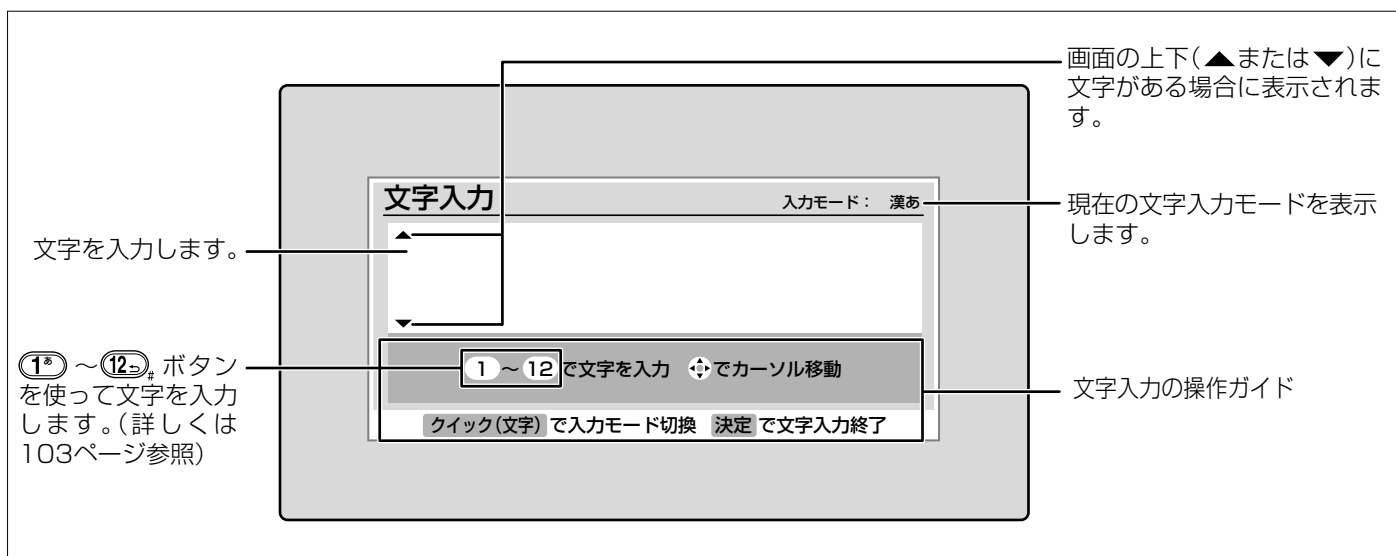 画面の上下(▲または▼)に
文字がある場合に表示されま
す。
文字入力
入力モード： 漢あ
現在の文字入力モードを表示
します。
文字を入力します。
▲
▼
1あ ～ 12わ# ボタン
を使って文字を入力
します。(詳しくは
103ページ参照)
1 ～ 12 で文字を入力 でカーソル移動
文字入力の操作ガイド
クイック(文字) で入力モード切換 決定 で文字入力終了